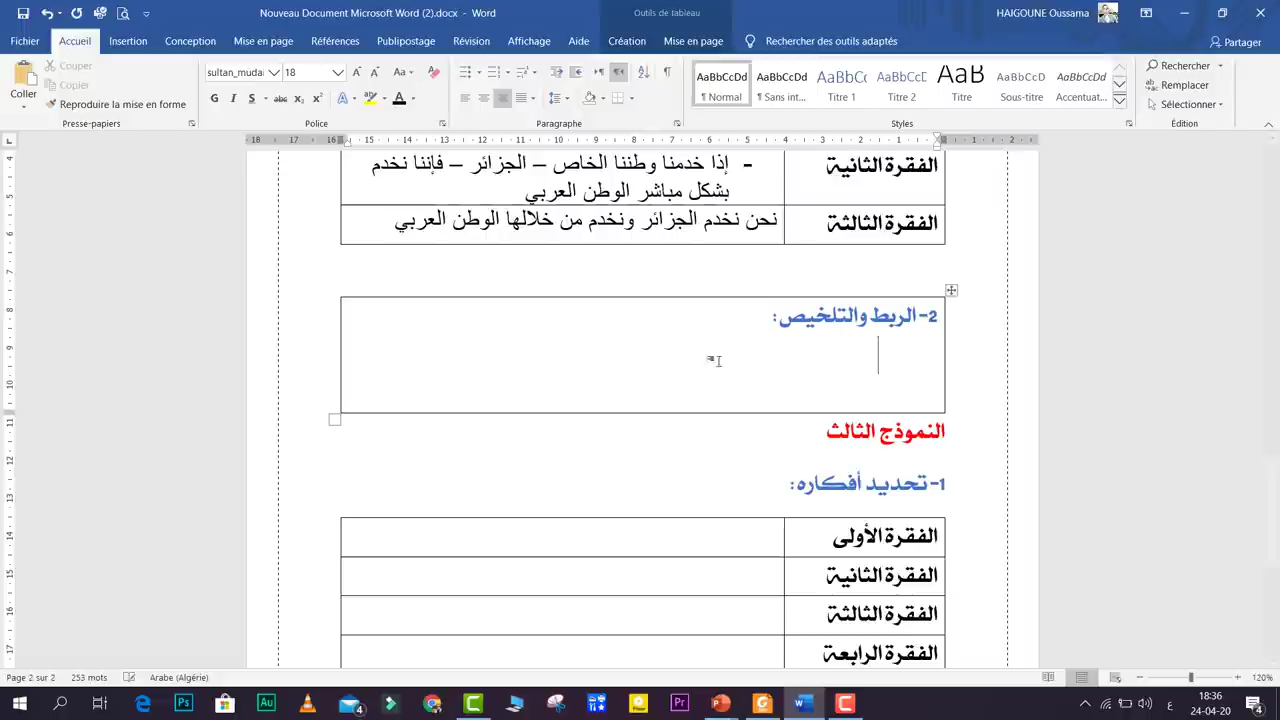 Nouveau Document Microsoft Word (2).docx - Word
Outils de tableau
HAIGOUNE Oussama
Fichier Accueil Insertion Conception Mise en page Références Publipostage Révision Affichage Aide Création Mise en page Rechercher des outils adaptés Partager
Coller
Couper
Copier
Reproduire la mise en forme
Presse-papiers
sultan_muda 18
Police
Paragraphe
AaBbCcDd AaBbCcDd AaBbCc AaBbCcD AaB AaBbCcD AaBbCcDd
¶ Normal ¶ Sans int... Titre 1 Titre 2 Titre Sous-titre Accentuat...
Styles
Rechercher
Remplacer
Sélectionner
Édition
الفقرة الثانية
- إذا خدمنا وطننا الخاص – الجزائر – فإننا نخدم
بشكل مباشر الوطن العربي
الفقرة الثالثة
نحن نخدم الجزائر ونخدم من خلالها الوطن العربي
2- الربط والتلخيص :
النموذج الثالث
1- تحديد أفكاره :
الفقرة الأولى
الفقرة الثانية
الفقرة الثالثة
الفقرة الرابعة
Page 2 sur 2 253 mots Arabe (Algérie) 120%
18:36
24-04-20